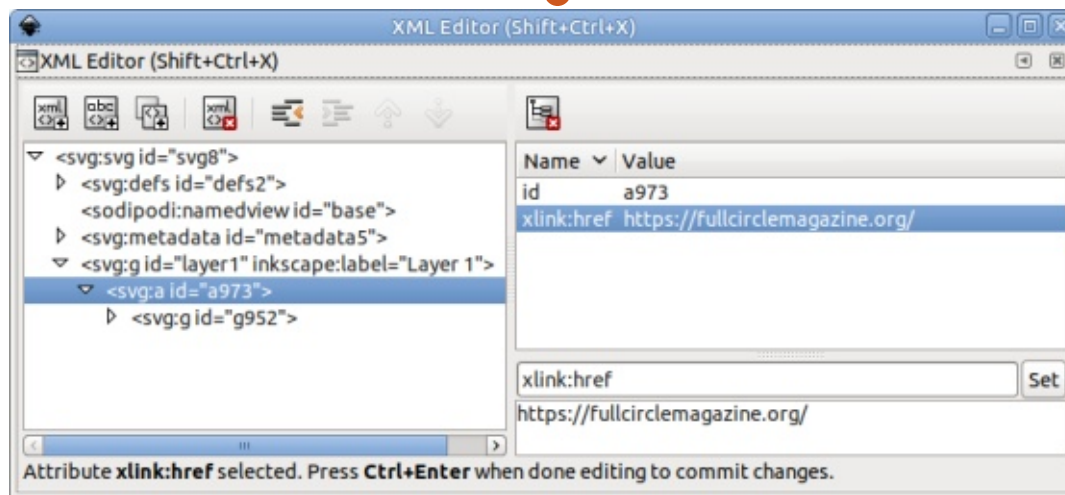 XML Editor (Shift+Ctrl+X)
XML Editor (Shift+Ctrl+X)
xml
abc
xml
<svg:svg id="svg8">
<svg:defs id="defs2">
<sodipodi:namedview id="base">
<svg:metadata id="metadata5">
<svg:g id="layer1" inkscape:label="Layer 1">
<svg:a id="a973">
<svg:g id="g952">
Name Value
id a973
xlink:href https://fullcirclemagazine.org/
xlink:href Set
https://fullcirclemagazine.org/
Attribute xlink:href selected. Press Ctrl+Enter when done editing to commit changes.